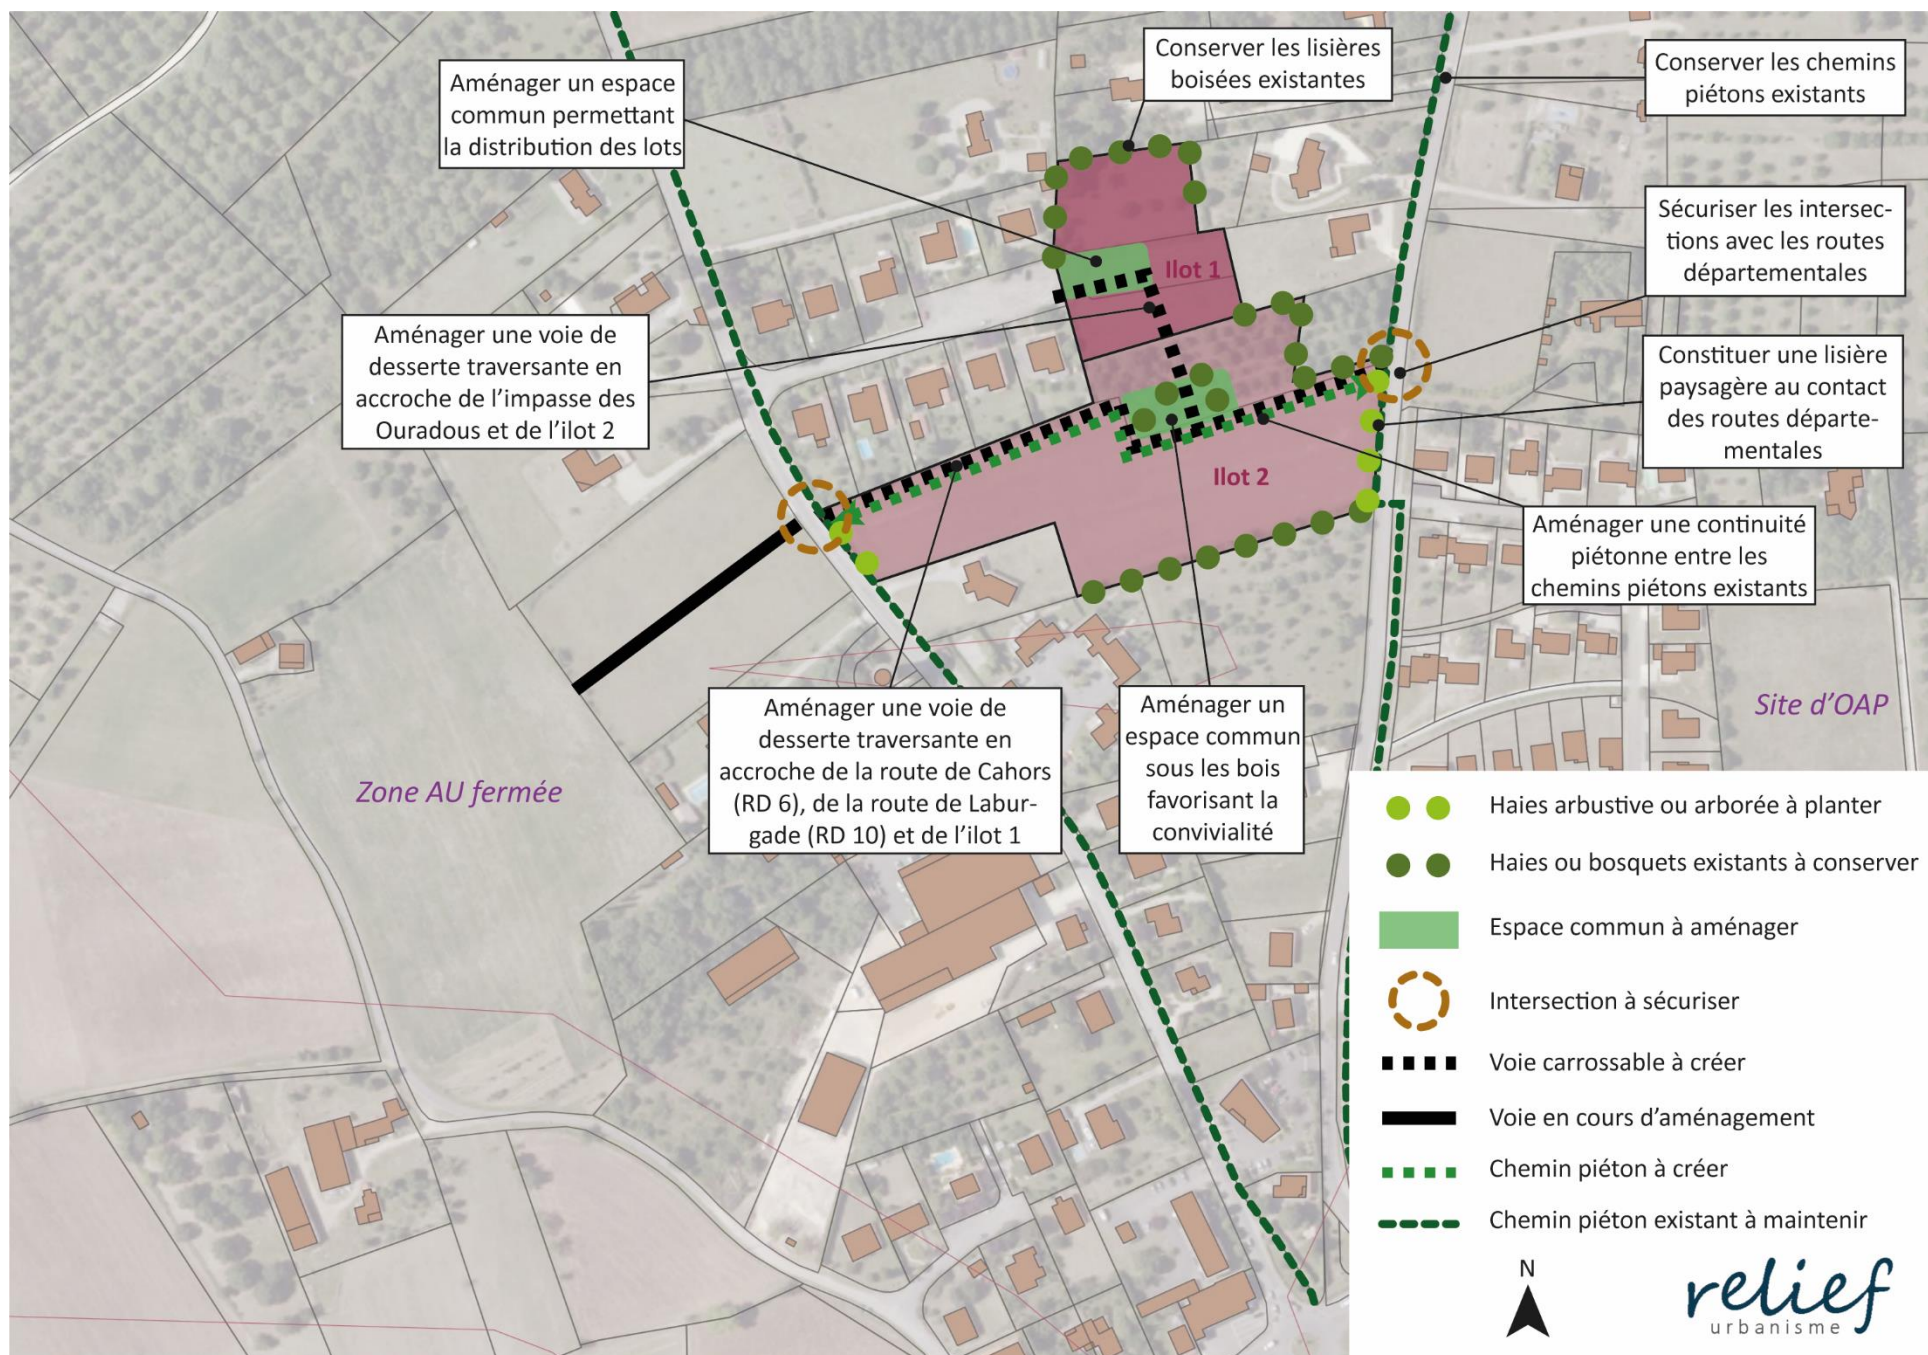 Conserver les lisières
boisées existantes
Conserver les chemins
piétons existants
Aménager un espace
commun permettant
la distribution des lots
Sécuriser les intersec-
tions avec les routes
départementales
Ilot 1
Aménager une voie de
desserte traversante en
accroche de l'impasse des
Ouradous et de l'ilot 2
Constituer une lisière
paysagère au contact
des routes départe-
mentales
Ilot 2
Aménager une continuité
piétonne entre les
chemins piétons existants
Aménager une voie de
desserte traversante en
accroche de la route de Cahors
(RD 6), de la route de Labur-
gade (RD 10) et de l'ilot 1
Aménager un
espace commun
sous les bois
favorisant la
convivialité
Site d'OAP
Zone AU fermée
Haies arbustive ou arborée à planter
Haies ou bosquets existants à conserver
Espace commun à aménager
Intersection à sécuriser
Voie carrossable à créer
Voie en cours d'aménagement
Chemin piéton à créer
Chemin piéton existant à maintenir
N
relief
urbanisme